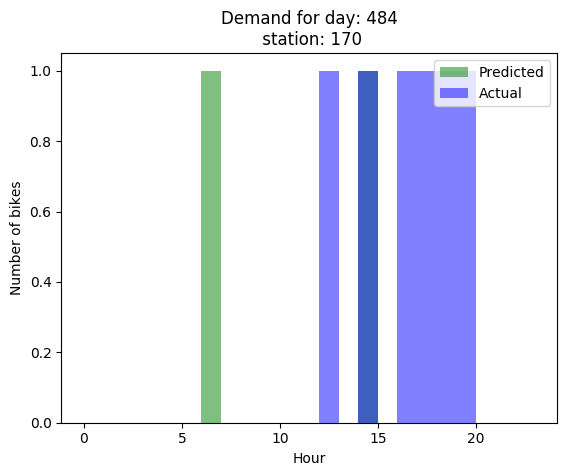 Demand for day: 484
station: 170
Predicted
Actual
Number of bikes
1.0
0.8
0.6
0.4
0.2
0.0
0 5 10 15 20
Hour